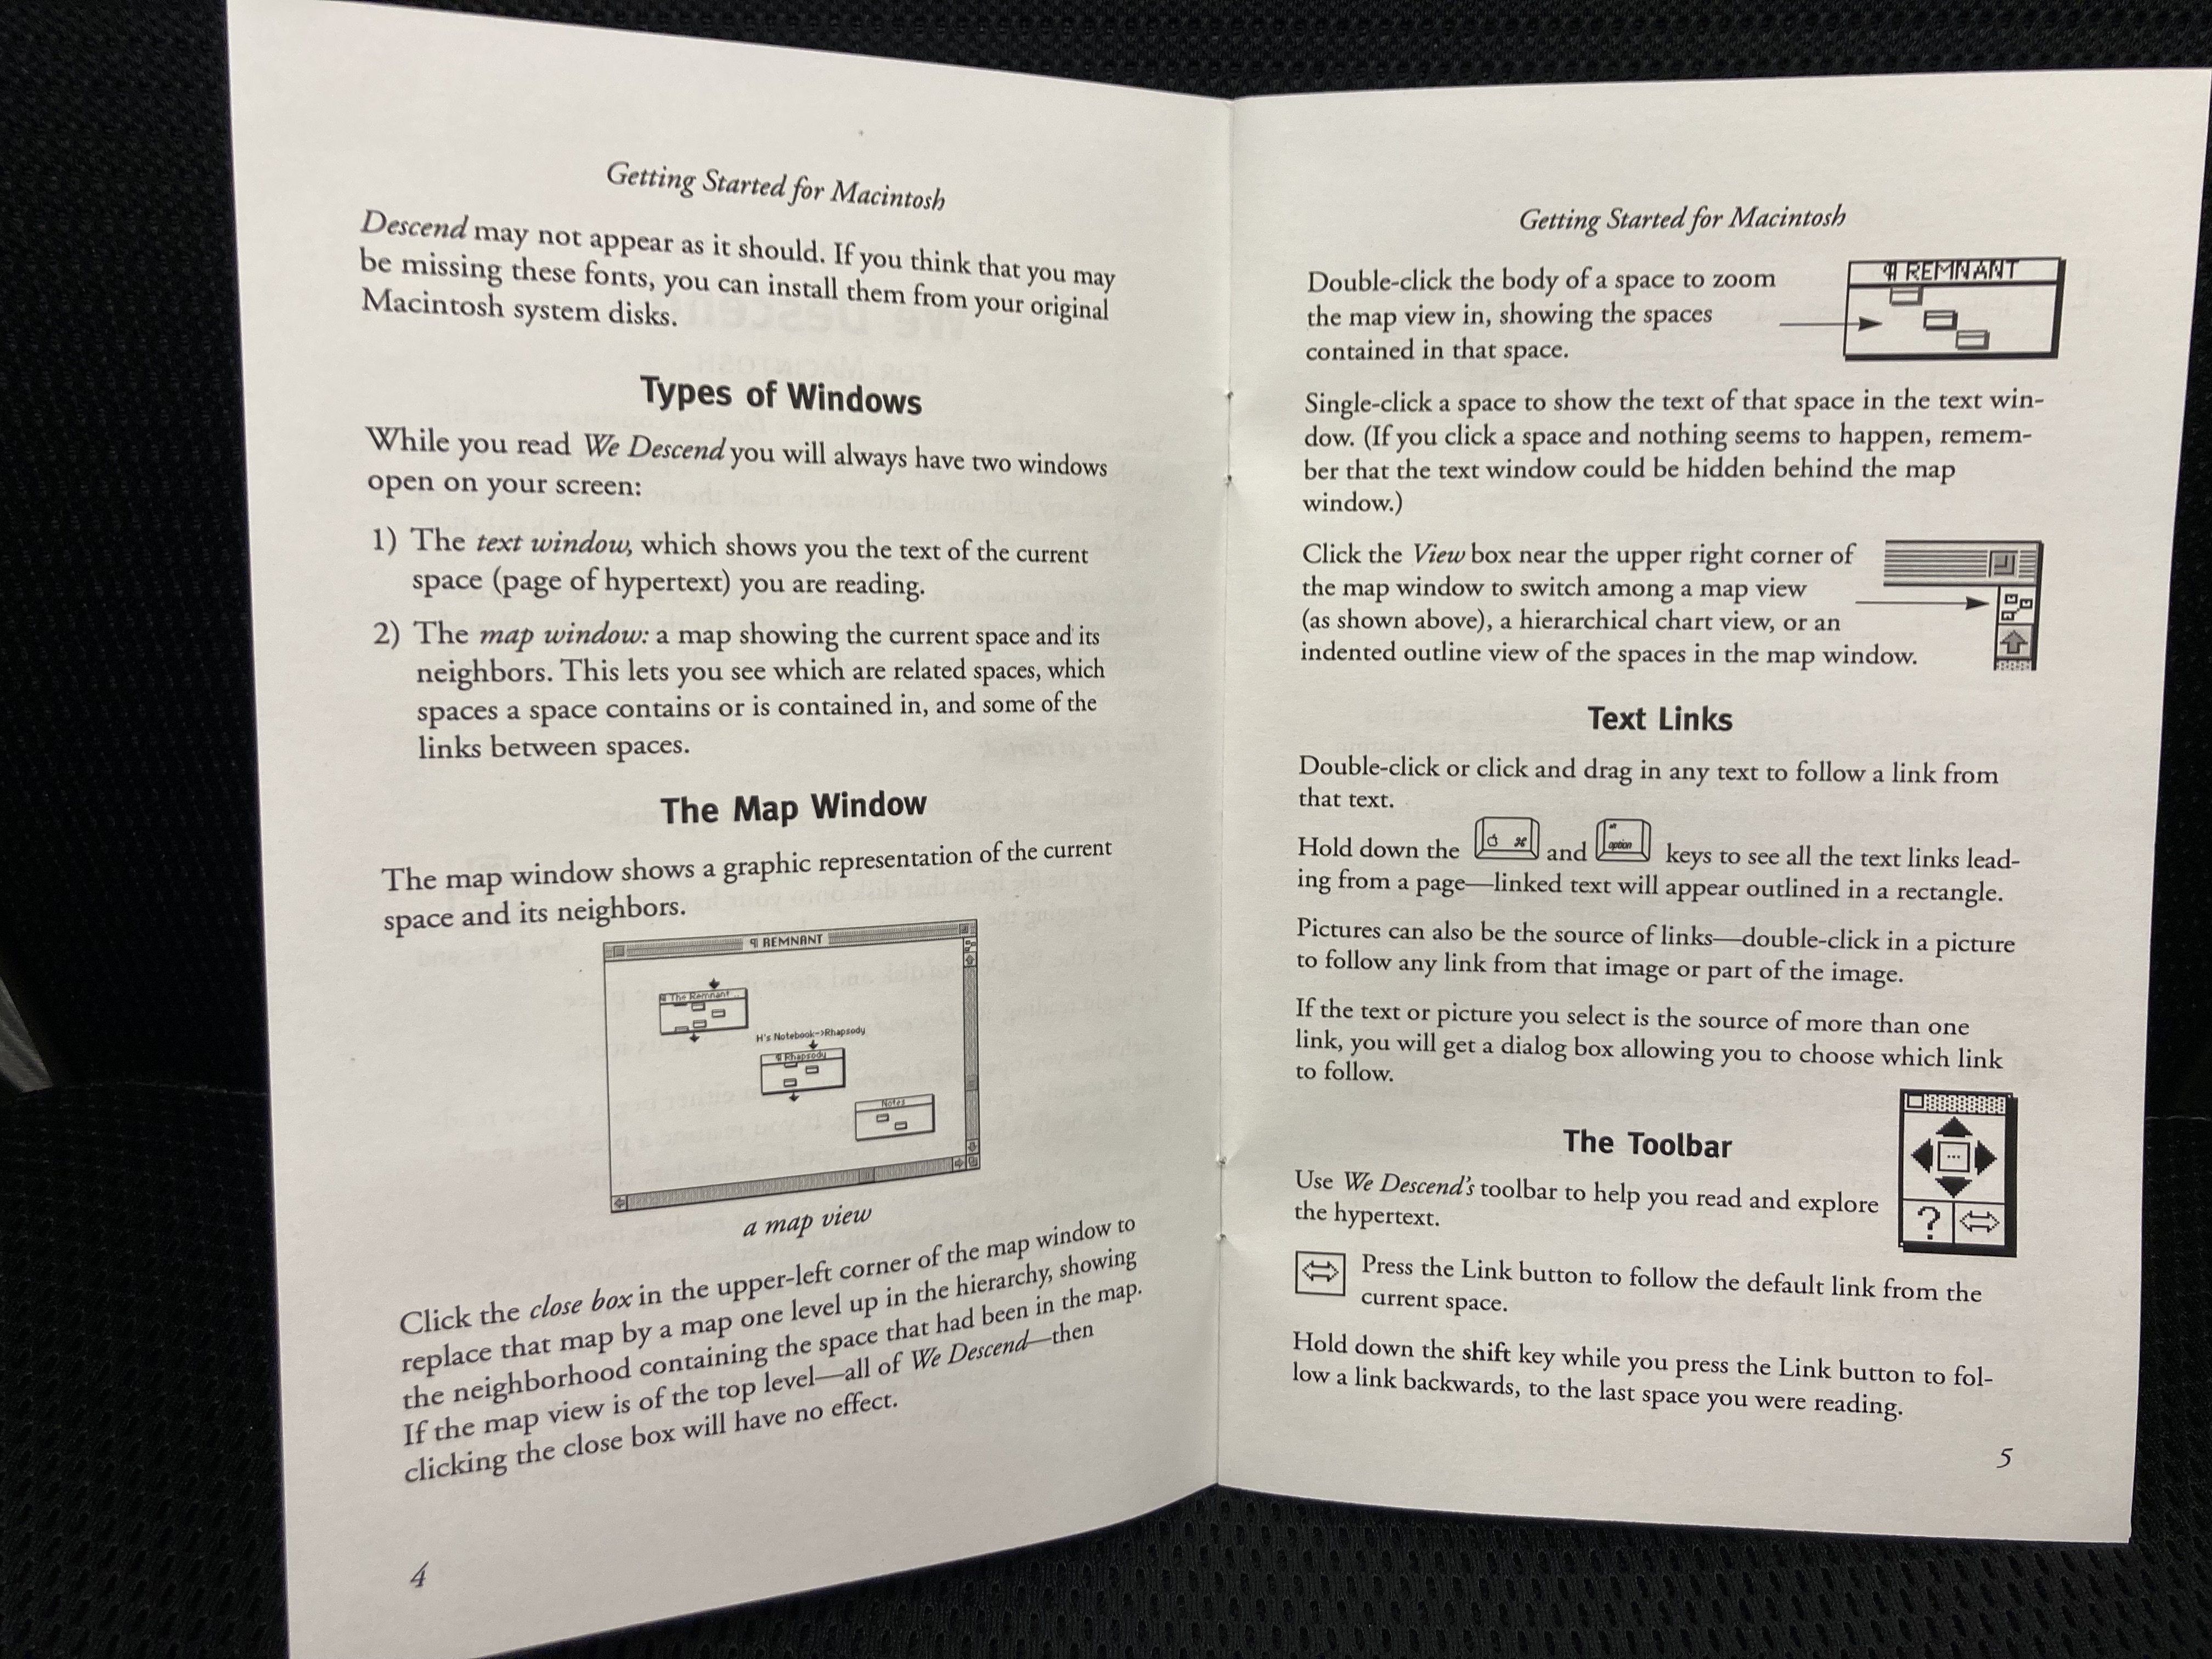 Getting Started for Macintosh
Descend may not appear as it should. If you think that you may
be missing these fonts, you can install them from your original
Macintosh system disks.
Types of Windows
While you read We Descend you will always have two windows
open on your screen:
1) The text window, which shows you the text of the current
space (page of hypertext) you are reading.
2) The map window: a map showing the current space and its
neighbors. This lets you see which are related spaces, which
spaces a space contains or is contained in, and some of the
links between spaces.
The Map Window
The map window shows a graphic representation of the current
space and its neighbors.
¶ REMNANT
¶ The Remnant
H's Notebook->Rhapsody
¶ Rhapsody
Notes
a map view
Click the close box in the upper-left corner of the map window to
replace that map by a map one level up in the hierarchy, showing
the neighborhood containing the space that had been in the map.
If the map view is of the top level—all of We Descend—then
clicking the close box will have no effect.
4
Getting Started for Macintosh
Double-click the body of a space to zoom
the map view in, showing the spaces
contained in that space.
¶ REMNANT
Single-click a space to show the text of that space in the text win-
dow. (If you click a space and nothing seems to happen, remem-
ber that the text window could be hidden behind the map
window.)
Click the View box near the upper right corner of
the map window to switch among a map view
(as shown above), a hierarchical chart view, or an
indented outline view of the spaces in the map window.
Text Links
Double-click or click and drag in any text to follow a link from
that text.
Hold down the ⌘ and alt option keys to see all the text links lead-
ing from a page—linked text will appear outlined in a rectangle.
Pictures can also be the source of links—double-click in a picture
to follow any link from that image or part of the image.
If the text or picture you select is the source of more than one
link, you will get a dialog box allowing you to choose which link
to follow.
The Toolbar
Use We Descend's toolbar to help you read and explore
the hypertext.
...
?
Press the Link button to follow the default link from the
current space.
Hold down the shift key while you press the Link button to fol-
low a link backwards, to the last space you were reading.
5